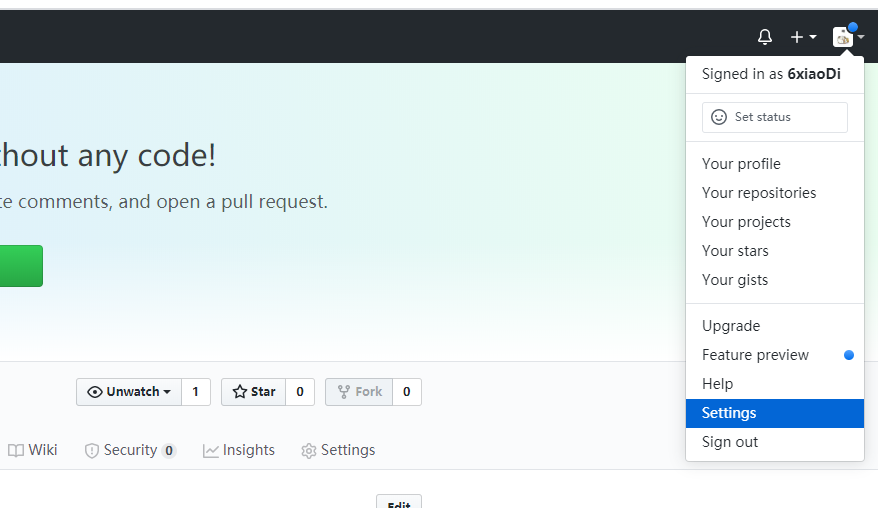 Signed in as 6xiaoDi
Set status
thout any code!
Your profile
Your repositories
te comments, and open a pull request.
Your projects
Your stars
Your gists
Upgrade
Feature preview
Help
Unwatch 1 Star 0 Fork 0
Settings
Sign out
Wiki Security 0 Insights Settings
Edit